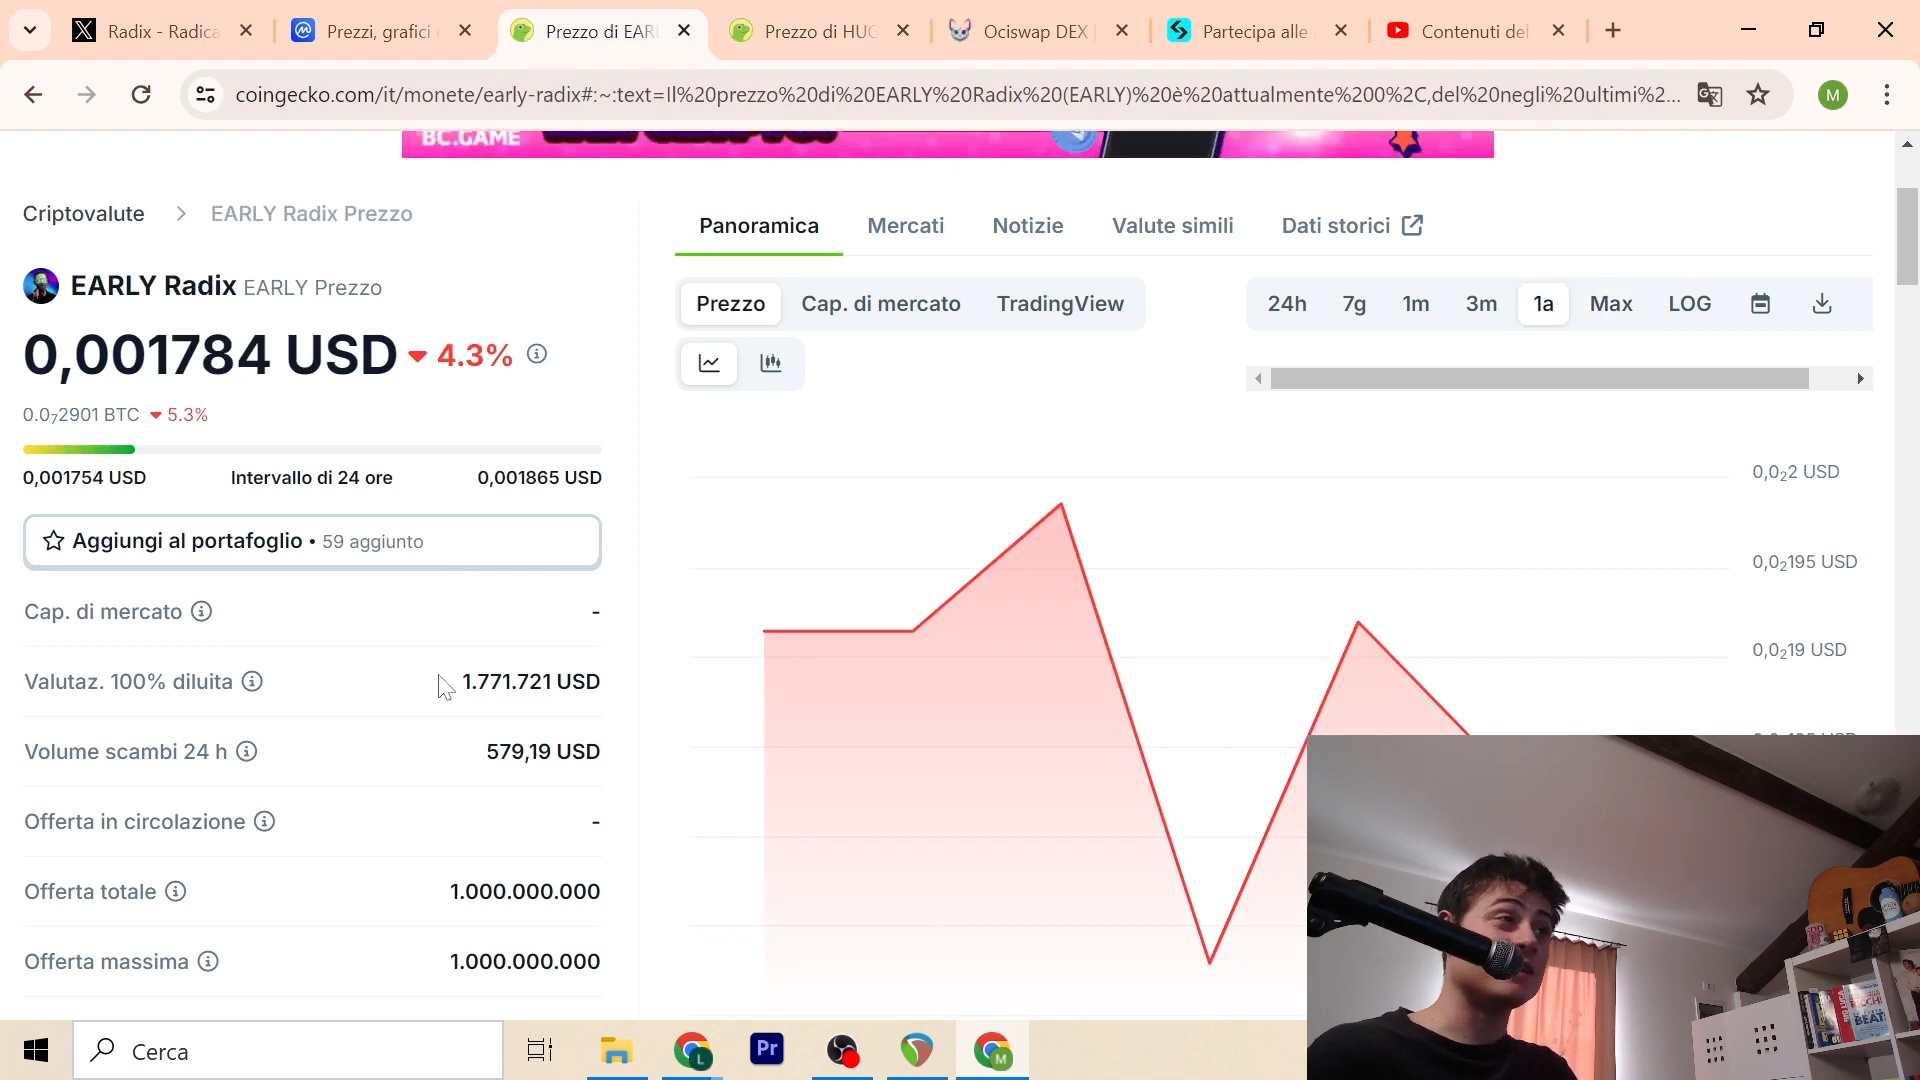 Radix - Radica
Prezzi, grafici
Prezzo di EARL
Prezzo di HUG
Ociswap DEX
Partecipa alle
Contenuti del
coingecko.com/it/monete/early-radix#:~:text=Il%20prezzo%20di%20EARLY%20Radix%20(EARLY)%20è%20attualmente%200%2C,del%20negli%20ultimi%2...
M
BC.GAME
Criptovalute > EARLY Radix Prezzo
Panoramica Mercati Notizie Valute simili Dati storici
EARLY Radix EARLY Prezzo
Prezzo Cap. di mercato TradingView 24h 7g 1m 3m 1a Max LOG
0,001784 USD 4.3%
0.0₇2901 BTC 5.3%
0,001754 USD Intervallo di 24 ore 0,001865 USD
0,0₂2 USD
Aggiungi al portafoglio • 59 aggiunto
0,0₂195 USD
Cap. di mercato -
0,0₂19 USD
Valutaz. 100% diluita 1.771.721 USD
Volume scambi 24 h 579,19 USD
Offerta in circolazione -
Offerta totale 1.000.000.000
Offerta massima 1.000.000.000
Cerca
L
Pr
M
BEAT